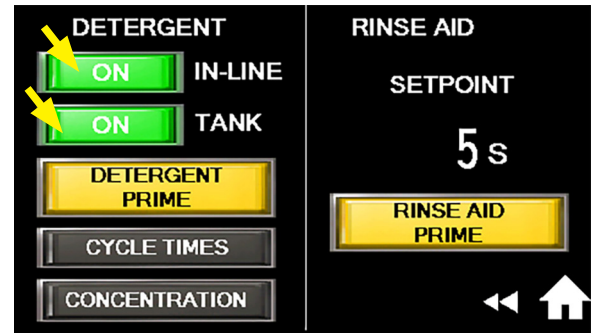 DETERGENT
ON IN-LINE
ON TANK
DETERGENT
PRIME
CYCLE TIMES
CONCENTRATION
RINSE AID
SETPOINT
5 s
RINSE AID
PRIME